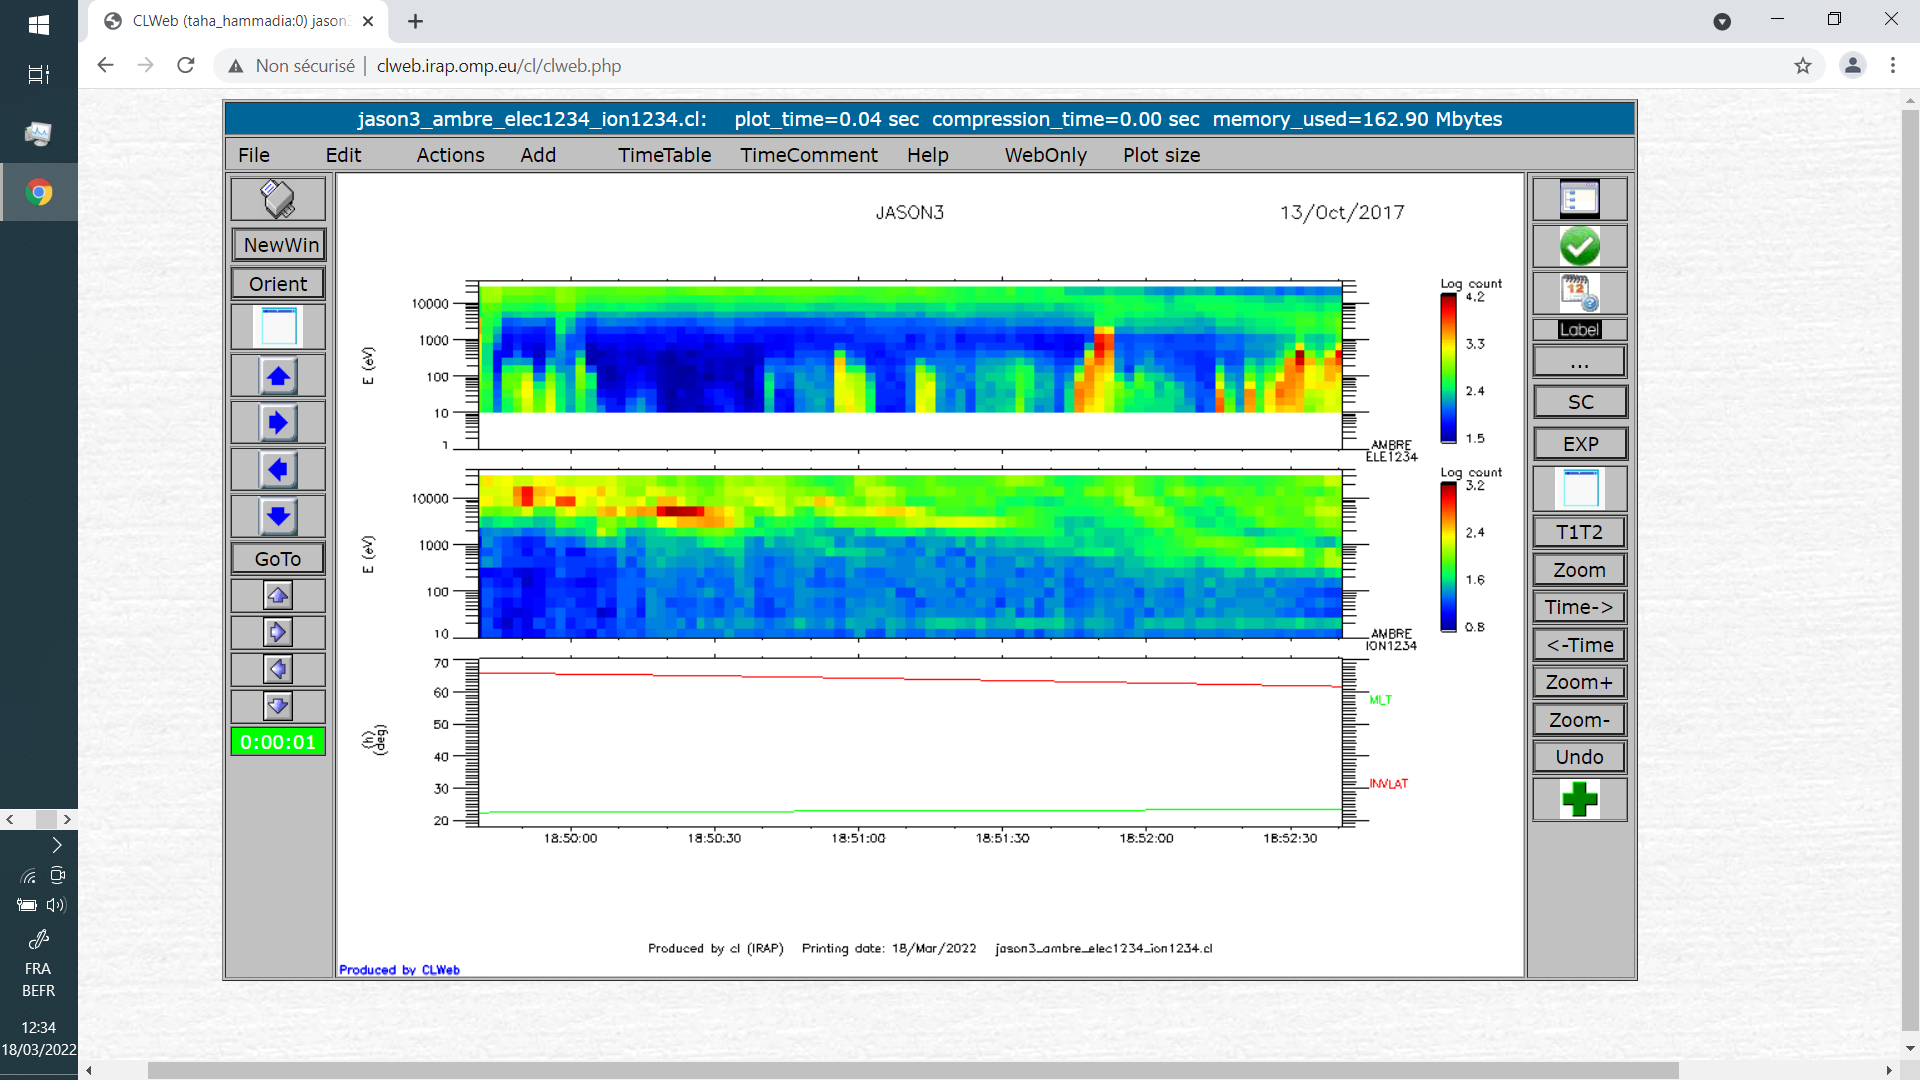 CLWeb (taha_hammadia:0) jason3
Non sécurisé | clweb.irap.omp.eu/cl/clweb.php
jason3_ambre_elec1234_ion1234.cl: plot_time=0.04 sec compression_time=0.00 sec memory_used=162.90 Mbytes
File Edit Actions Add TimeTable TimeComment Help WebOnly Plot size
NewWin
Orient
GoTo
0:00:01
JASON3 13/Oct/2017
Log count
4.2
3.3
2.4
1.5
E (eV)
10000
1000
100
10
1
AMBRE
ELE1234
Log count
3.2
2.4
1.6
0.8
E (eV)
10000
1000
100
10
AMBRE
ION1234
70
60
50
40
30
20
(h)
(deg)
MLT
INVLAT
18:50:00 18:50:30 18:51:00 18:51:30 18:52:00 18:52:30
Produced by cl (IRAP) Printing date: 18/Mar/2022 jason3_ambre_elec1234_ion1234.cl
Produced by CLWeb
12
Label
...
SC
EXP
T1T2
Zoom
Time->
<-Time
Zoom+
Zoom-
Undo
FRA
BEFR
12:34
18/03/2022